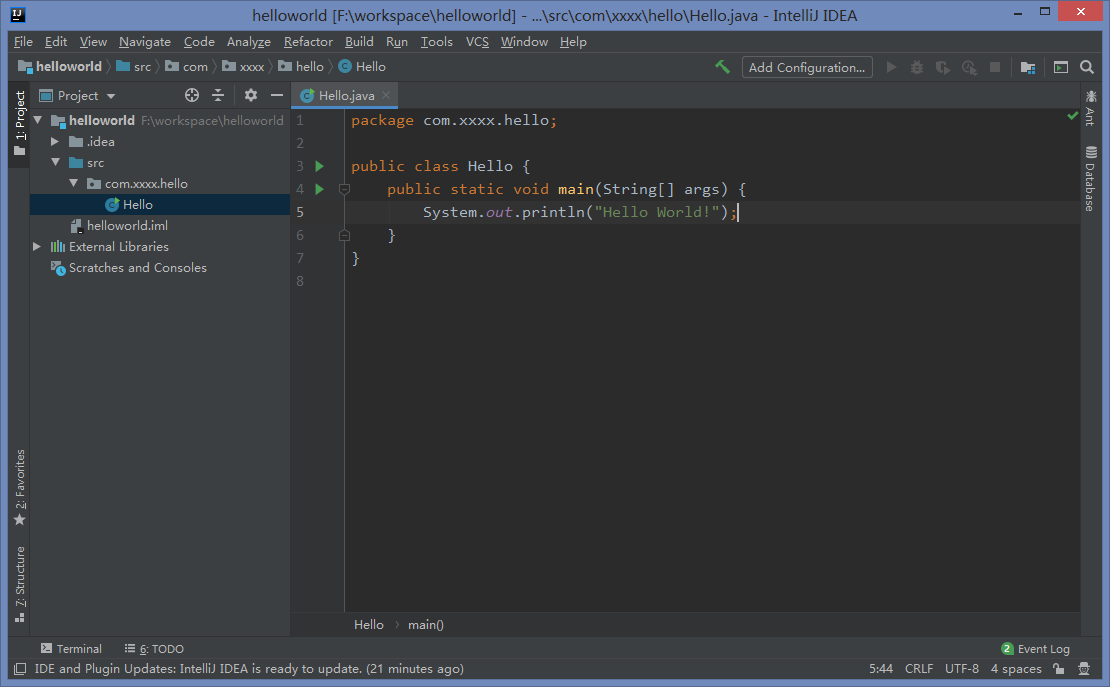 helloworld [F:\workspace\helloworld] - ...\src\com\xxxx\hello\Hello.java - IntelliJ IDEA
File Edit View Navigate Code Analyze Refactor Build Run Tools VCS Window Help
helloworld src com xxxx hello Hello Add Configuration...
1: Project
2: Favorites
7: Structure
Project
helloworld F:\workspace\helloworld
.idea
src
com.xxxx.hello
Hello
helloworld.iml
External Libraries
Scratches and Consoles
Hello.java
1 package com.xxxx.hello;
2
3 public class Hello {
4 public static void main(String[] args) {
5 System.out.println("Hello World!");
6 }
7 }
8
Ant
Database
Hello main()
Terminal 6: TODO 2 Event Log
IDE and Plugin Updates: IntelliJ IDEA is ready to update. (21 minutes ago) 5:44 CRLF UTF-8 4 spaces